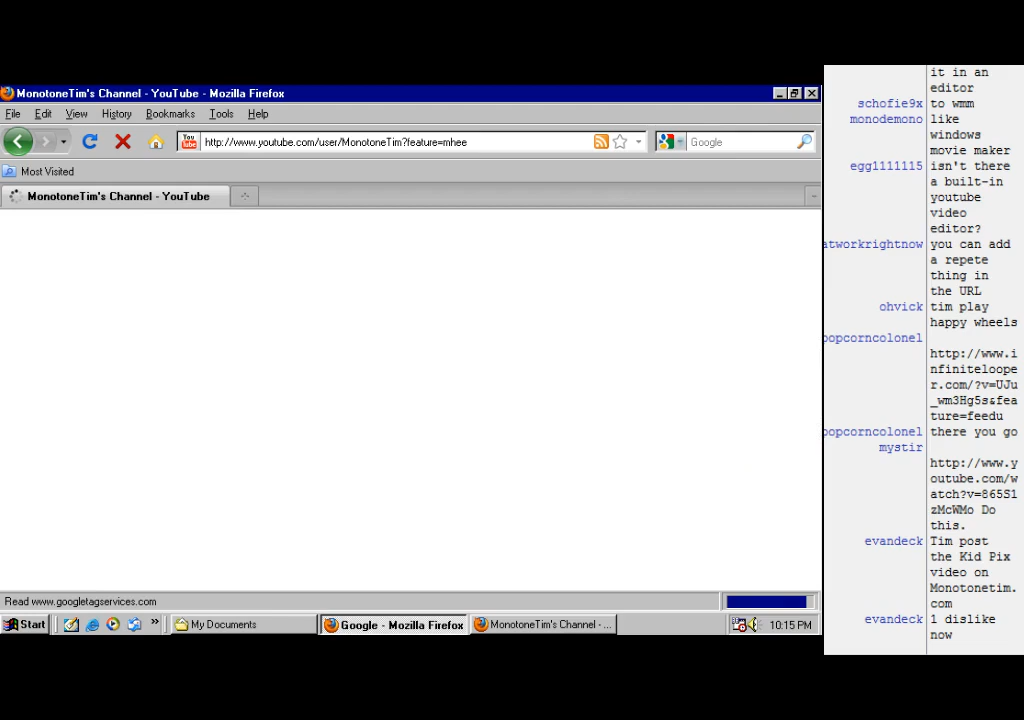 MonotoneTim's Channel - YouTube - Mozilla Firefox
File Edit View History Bookmarks Tools Help
You Tube http://www.youtube.com/user/MonotoneTim?feature=mhee Google
Most Visited
MonotoneTim's Channel - YouTube
Read www.googletagservices.com
Start » My Documents Google - Mozilla Firefox MonotoneTim's Channel - ... 10:15 PM
it in an
editor
schofie9x to wmm
monodemono like
windows
movie maker
egg1111115 isn't there
a built-in
youtube
video
editor?
atworkrightnow you can add
a repete
thing in
the URL
ohvick tim play
happy wheels
popcorncolonel
http://www.i
nfiniteloope
r.com/?v=UJu
_wm3Hg5s&fea
ture=feedu
popcorncolonel there you go
mystir
http://www.y
outube.com/w
atch?v=865S1
zMcWMo Do
this.
evandeck Tim post
the Kid Pix
video on
Monotonetim.
com
evandeck 1 dislike
now